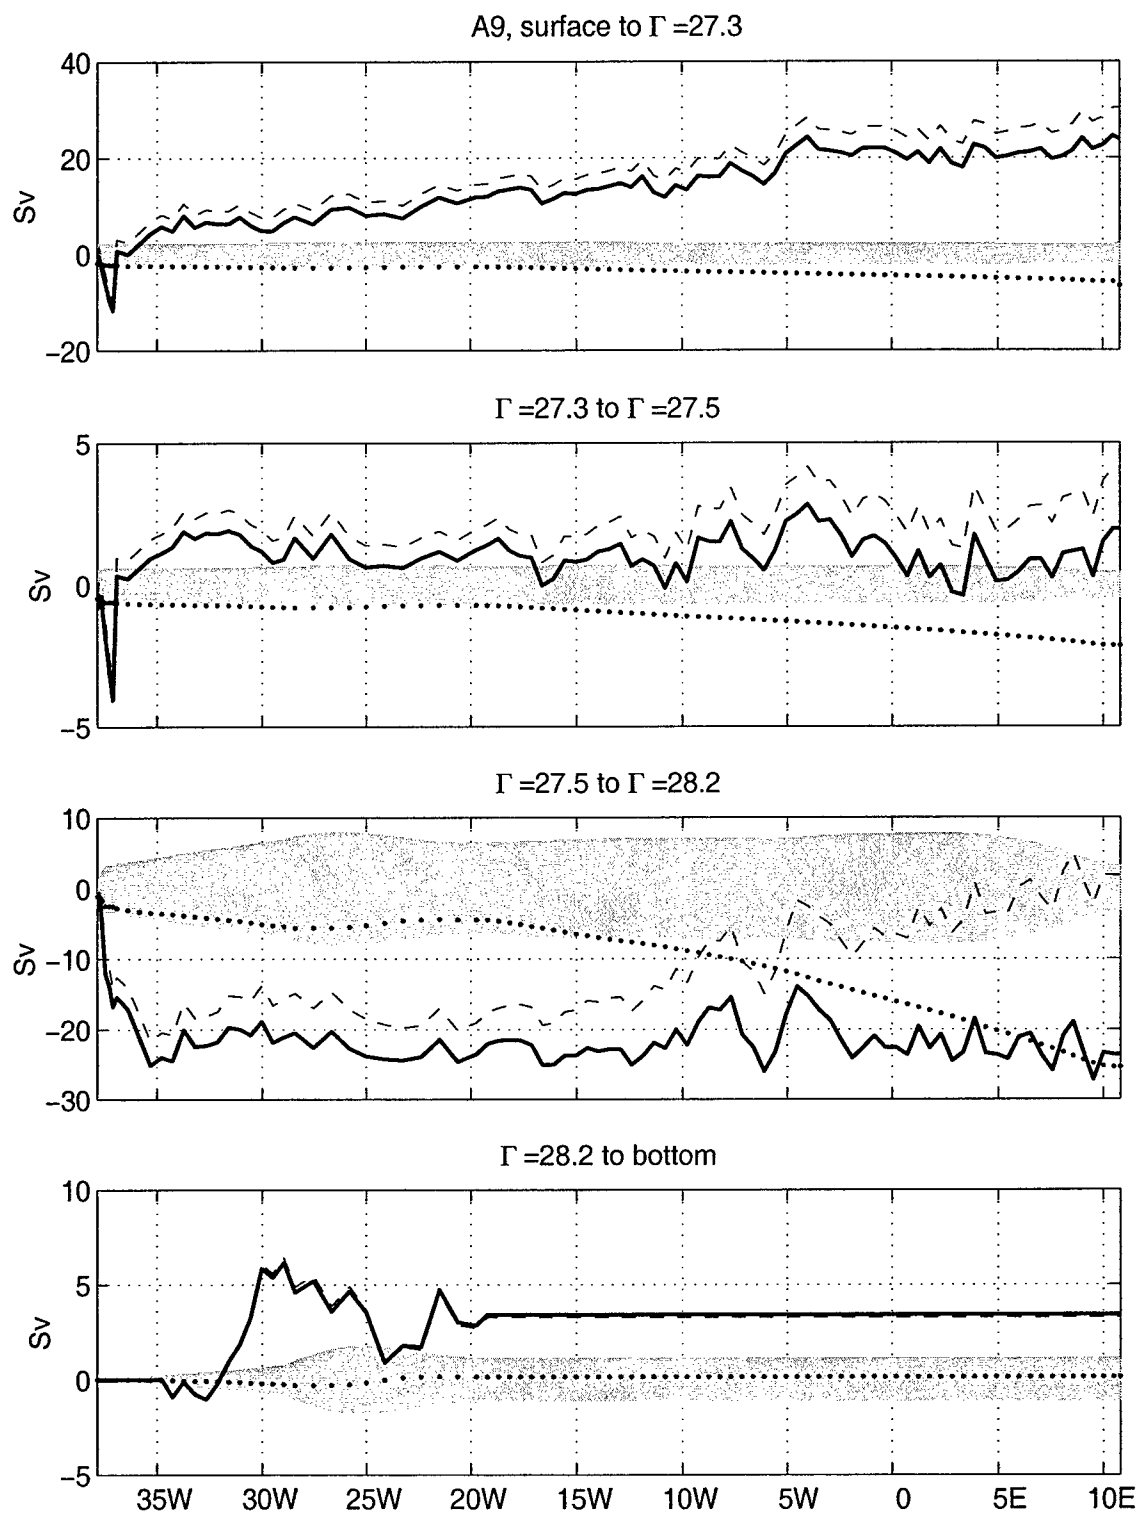 A9, surface to Γ =27.3
40
20
0
−20
Sv
Γ =27.3 to Γ =27.5
5
0
−5
Sv
Γ =27.5 to Γ =28.2
10
0
−10
−20
−30
Sv
Γ =28.2 to bottom
10
5
0
−5
Sv
35W 30W 25W 20W 15W 10W 5W 0 5E 10E